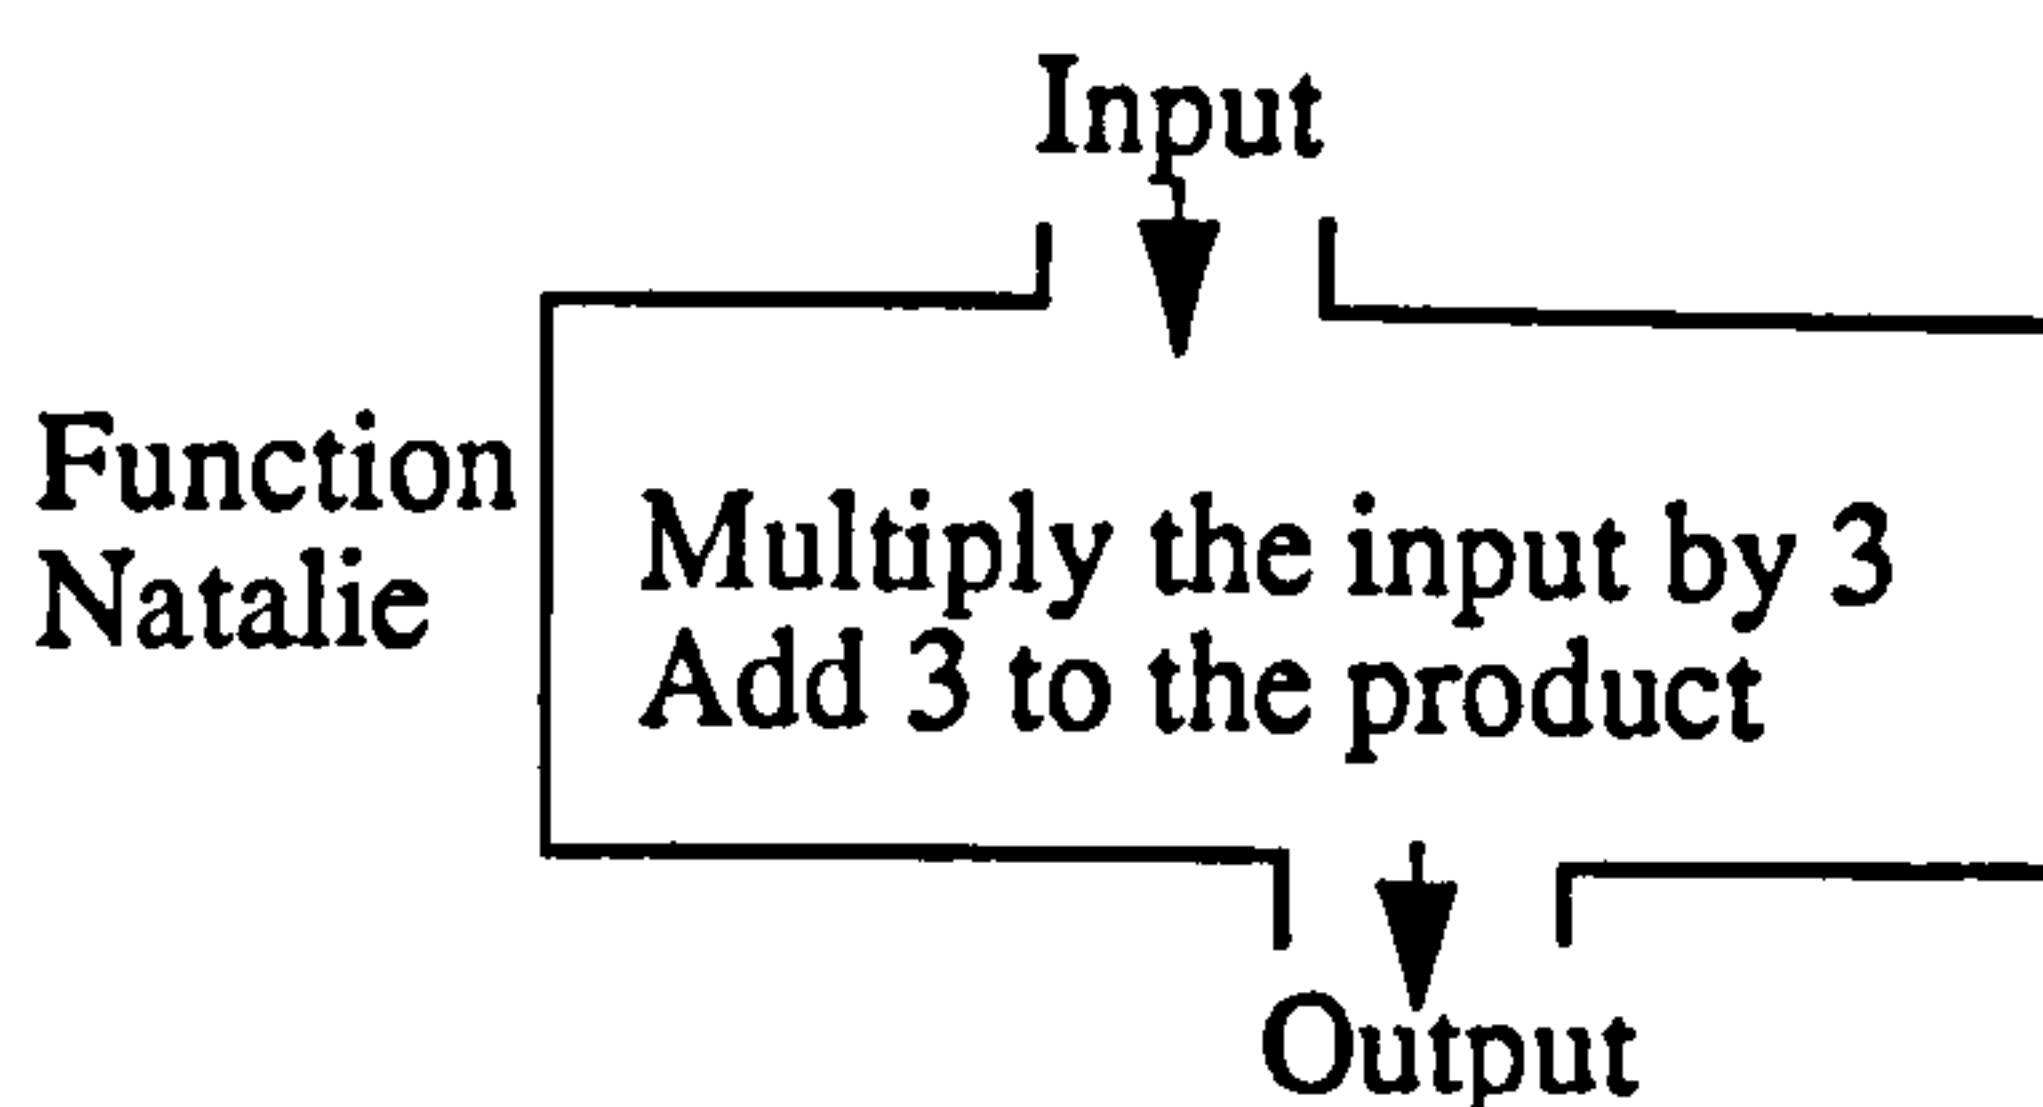 Input
Function
Natalie
Multiply the input by 3
Add 3 to the product
Output